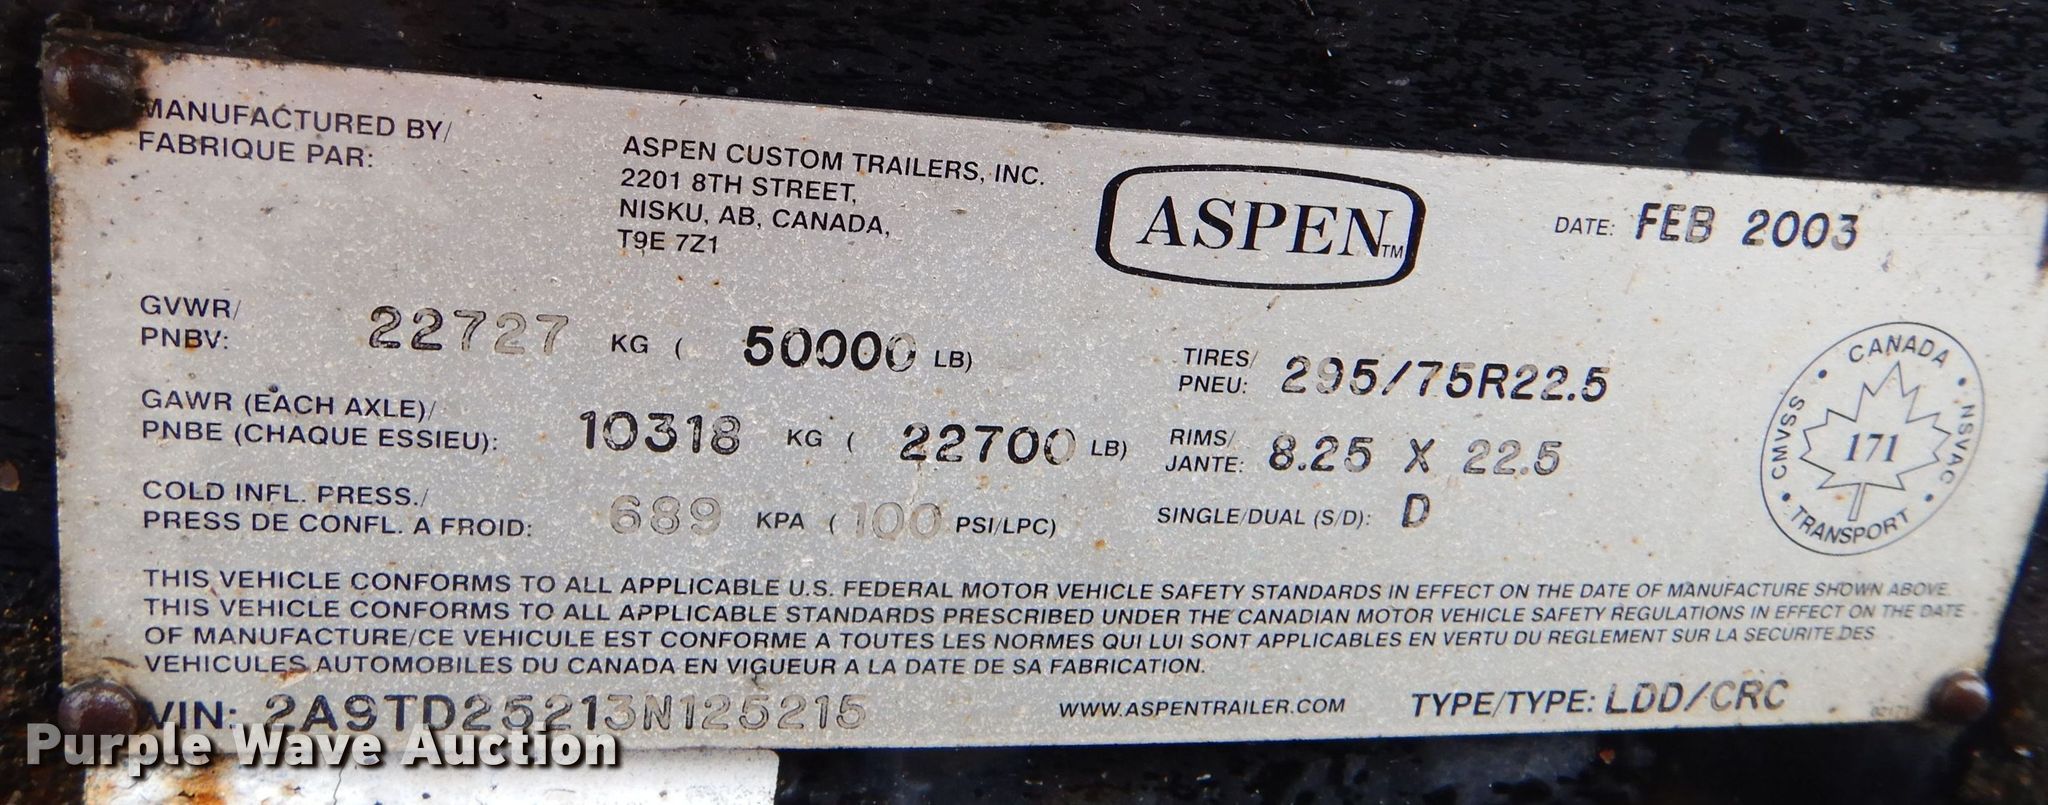 MANUFACTURED BY/
FABRIQUE PAR:
ASPEN CUSTOM TRAILERS, INC.
2201 8TH STREET,
NISKU, AB, CANADA,
T9E 7Z1
ASPEN TM
DATE: FEB 2003
GVWR/
PNBV: 22727 KG ( 50000 LB)
TIRES/
PNEU: 295/75R22.5
GAWR (EACH AXLE)/
PNBE (CHAQUE ESSIEU): 10318 KG ( 22700 LB)
RIMS/
JANTE: 8.25 X 22.5
COLD INFL. PRESS./
PRESS DE CONFL. A FROID: 689 KPA ( 100 PSI/LPC)
SINGLE/DUAL (S/D): D
CANADA • NSVAC • TRANSPORT • CMVSS •
171
THIS VEHICLE CONFORMS TO ALL APPLICABLE U.S. FEDERAL MOTOR VEHICLE SAFETY STANDARDS IN EFFECT ON THE DATE OF MANUFACTURE SHOWN ABOVE.
THIS VEHICLE CONFORMS TO ALL APPLICABLE STANDARDS PRESCRIBED UNDER THE CANADIAN MOTOR VEHICLE SAFETY REGULATIONS IN EFFECT ON THE DATE
OF MANUFACTURE/CE VEHICULE EST CONFORME A TOUTES LES NORMES QUI LUI SONT APPLICABLES EN VERTU DU REGLEMENT SUR LA SECURITE DES
VEHICULES AUTOMOBILES DU CANADA EN VIGUEUR A LA DATE DE SA FABRICATION.
VIN: 2A9TD25213N125215
WWW.ASPENTRAILER.COM
TYPE/TYPE: LDD/CRC
Purple Wave Auction